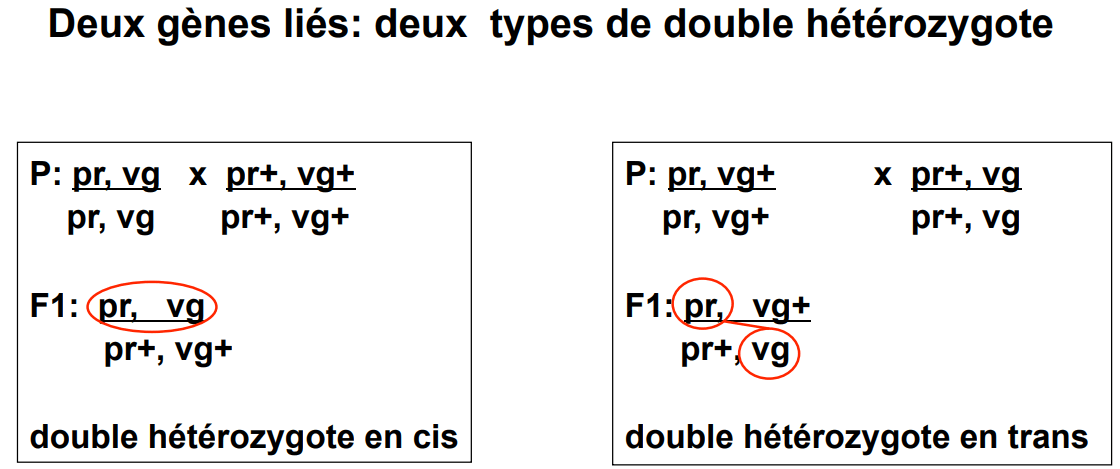 Deux gènes liés: deux types de double hétérozygote
P: pr, vg x pr+, vg+
pr, vg pr+, vg+
F1: pr, vg
pr+, vg+
double hétérozygote en cis
P: pr, vg+ x pr+, vg
pr, vg+ pr+, vg
F1: pr, vg+
pr+, vg
double hétérozygote en trans